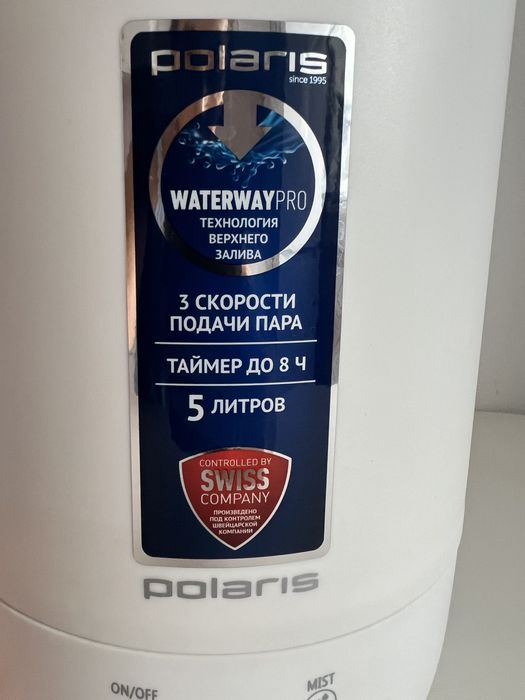 polaris
since 1995
WATERWAYPRO
ТЕХНОЛОГИЯ
ВЕРХНЕГО
ЗАЛИВА
3 СКОРОСТИ
ПОДАЧИ ПАРА
ТАЙМЕР ДО 8 Ч
5 ЛИТРОВ
CONTROLLED BY
SWISS
COMPANY
ПРОИЗВЕДЕНО
ПОД КОНТРОЛЕМ
ШВЕЙЦАРСКОЙ
КОМПАНИИ
polaris
ON/OFF
MIST